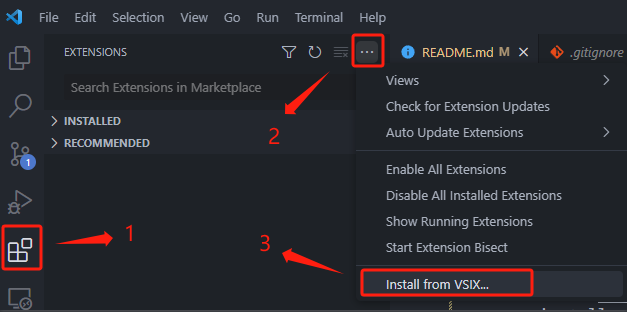 File Edit Selection View Go Run Terminal Help
EXTENSIONS
README.md M
.gitignore
Search Extensions in Marketplace
INSTALLED
RECOMMENDED
Views
Check for Extension Updates
Auto Update Extensions
Enable All Extensions
Disable All Installed Extensions
Show Running Extensions
Start Extension Bisect
Install from VSIX...
1
1
2
3